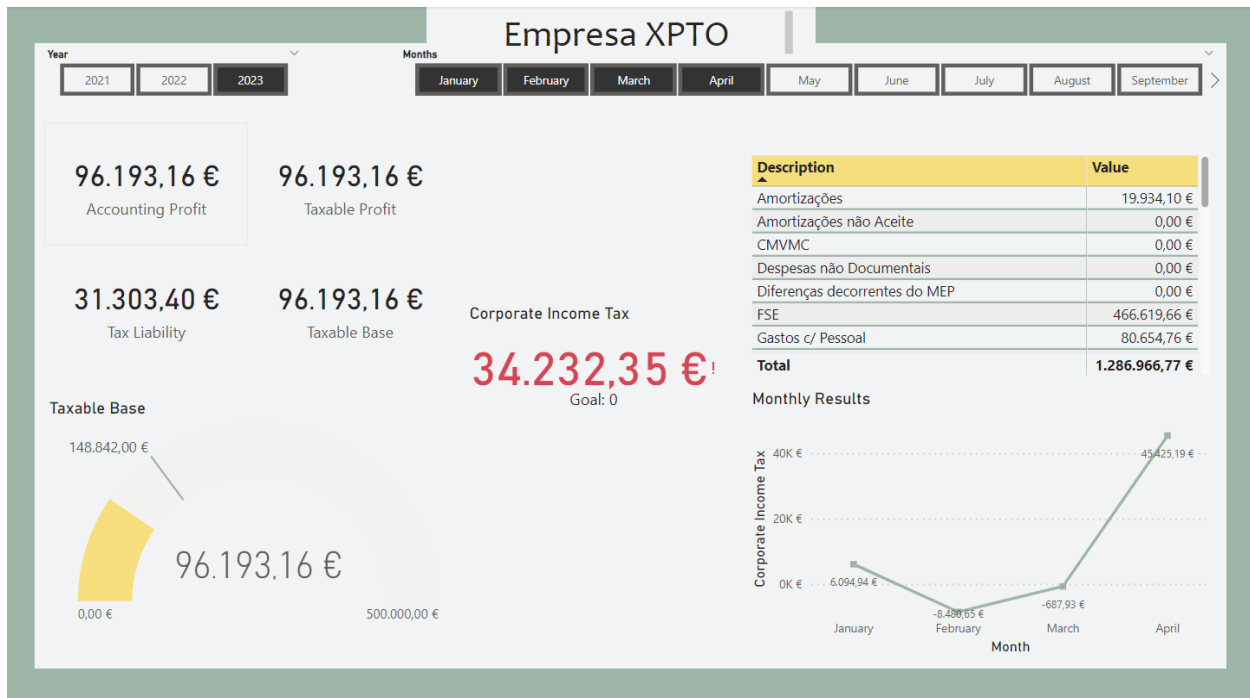 Empresa XPTO
Year
Months
2021
2022
2023
January
February
March
April
May
June
July
August
September
96.193,16 €
Accounting Profit
96.193,16 €
Taxable Profit
31.303,40 €
Tax Liability
96.193,16 €
Taxable Base
Corporate Income Tax
34.232,35 €!
Goal: 0
Description Value
Amortizações 19.934,10 €
Amortizações não Aceite 0,00 €
CMVMC 0,00 €
Despesas não Documentais 0,00 €
Diferenças decorrentes do MEP 0,00 €
FSE 466.619,66 €
Gastos c/ Pessoal 80.654,76 €
Total 1.286.966,77 €
Taxable Base
148.842,00 €
96.193,16 €
0,00 €
500.000,00 €
Monthly Results
Corporate Income Tax
40K €
20K €
0K €
6.094,94 €
-687,93 €
45.425,19 €
January
February
March
April
Month